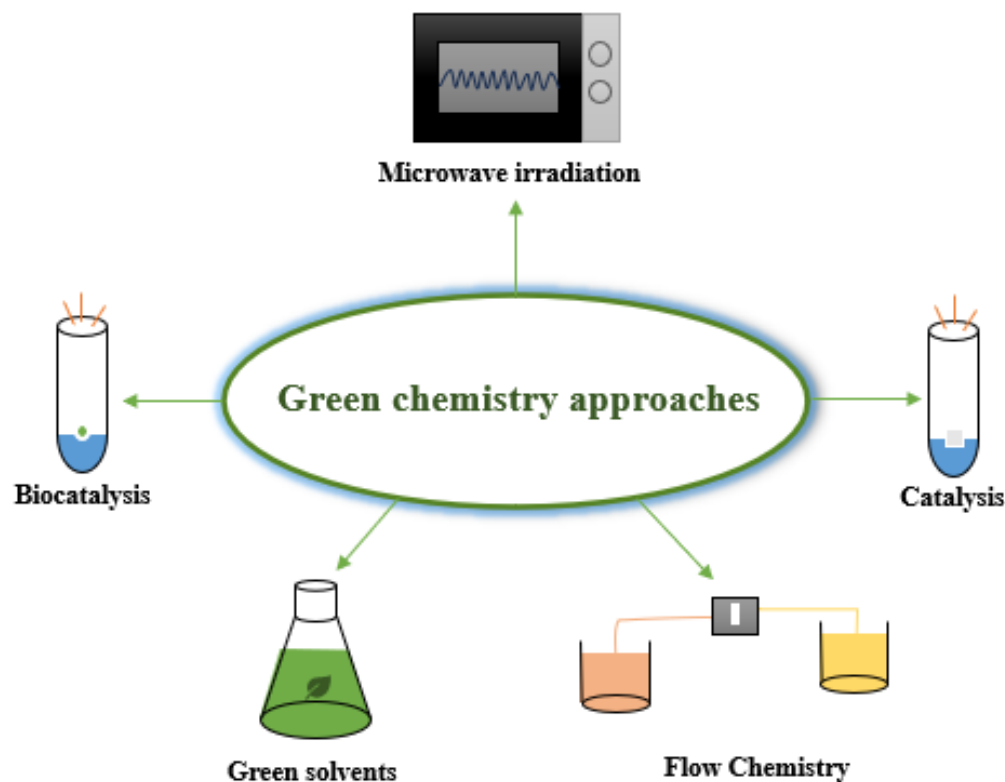 Microwave irradiation
Green chemistry approaches
Biocatalysis
Catalysis
Green solvents
Flow Chemistry